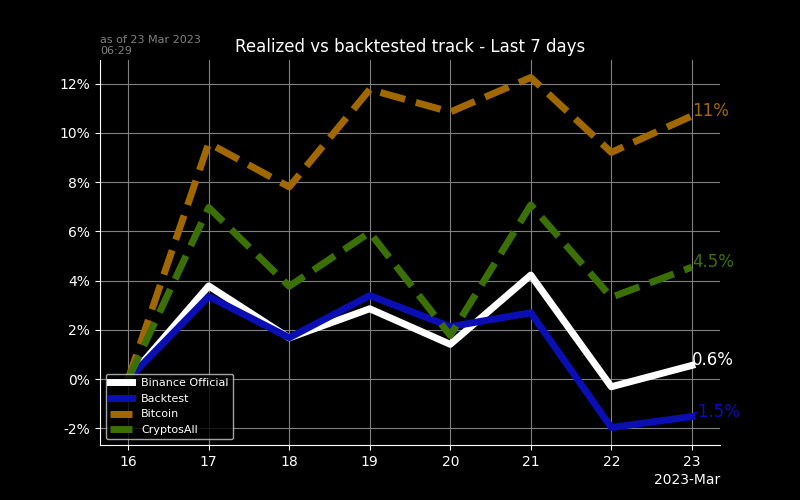 as of 23 Mar 2023
06:29
Realized vs backtested track - Last 7 days
12%
10%
8%
6%
4%
2%
0%
-2%
11%
4.5%
0.6%
-1.5%
Binance Official
Backtest
Bitcoin
CryptosAll
16 17 18 19 20 21 22 23
2023-Mar